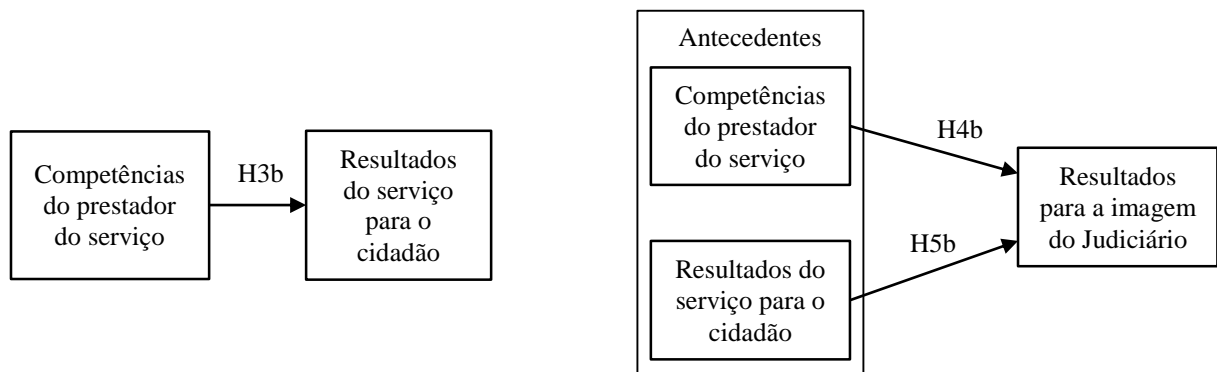 Competências
do prestador
do serviço
H3b
Resultados
do serviço
para o
cidadão
Antecedentes
Competências
do prestador
do serviço
H4b
Resultados do
serviço para o
cidadão
H5b
Resultados
para a imagem
do Judiciário